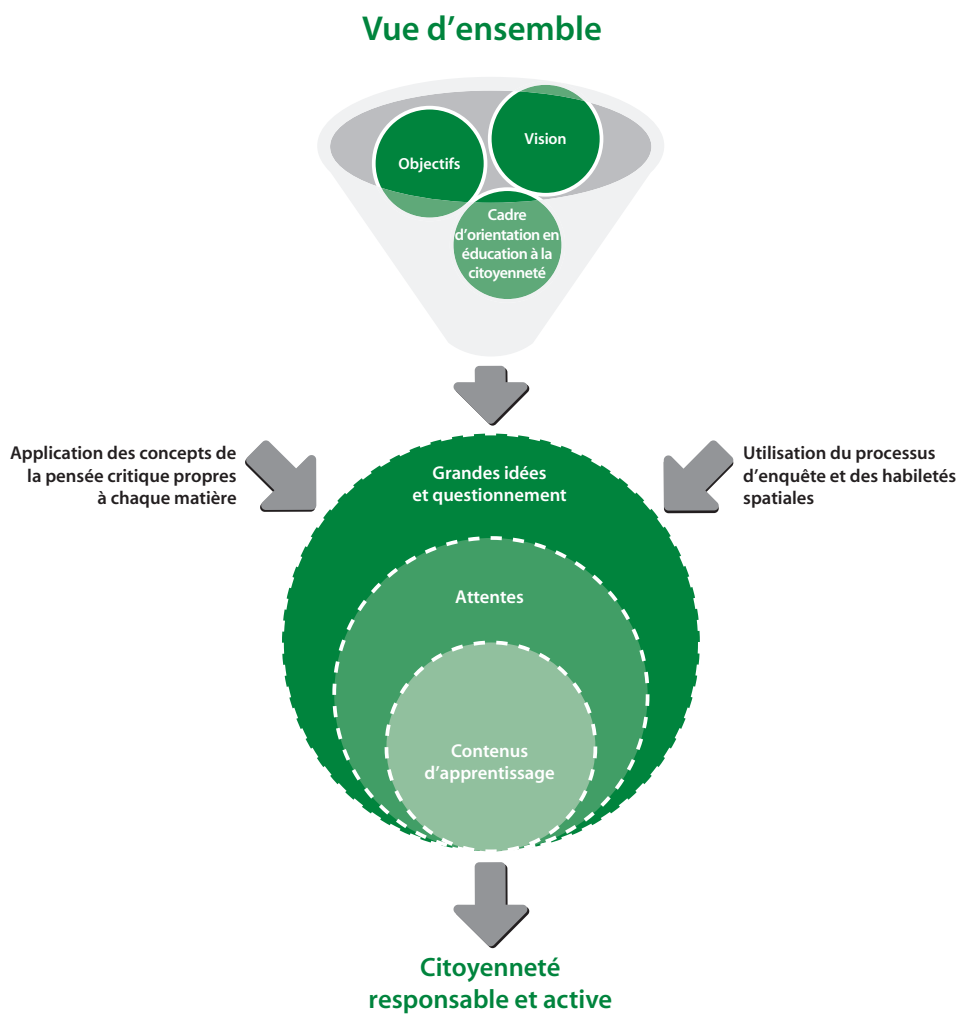 Vue d'ensemble
Objectifs
Vision
Cadre
d'orientation en
éducation à la
citoyenneté
Application des concepts de
la pensée critique propres
à chaque matière
Utilisation du processus
d'enquête et des habiletés
spatiales
Grandes idées
et questionnement
Attentes
Contenus
d'apprentissage
Citoyenneté
responsable et active